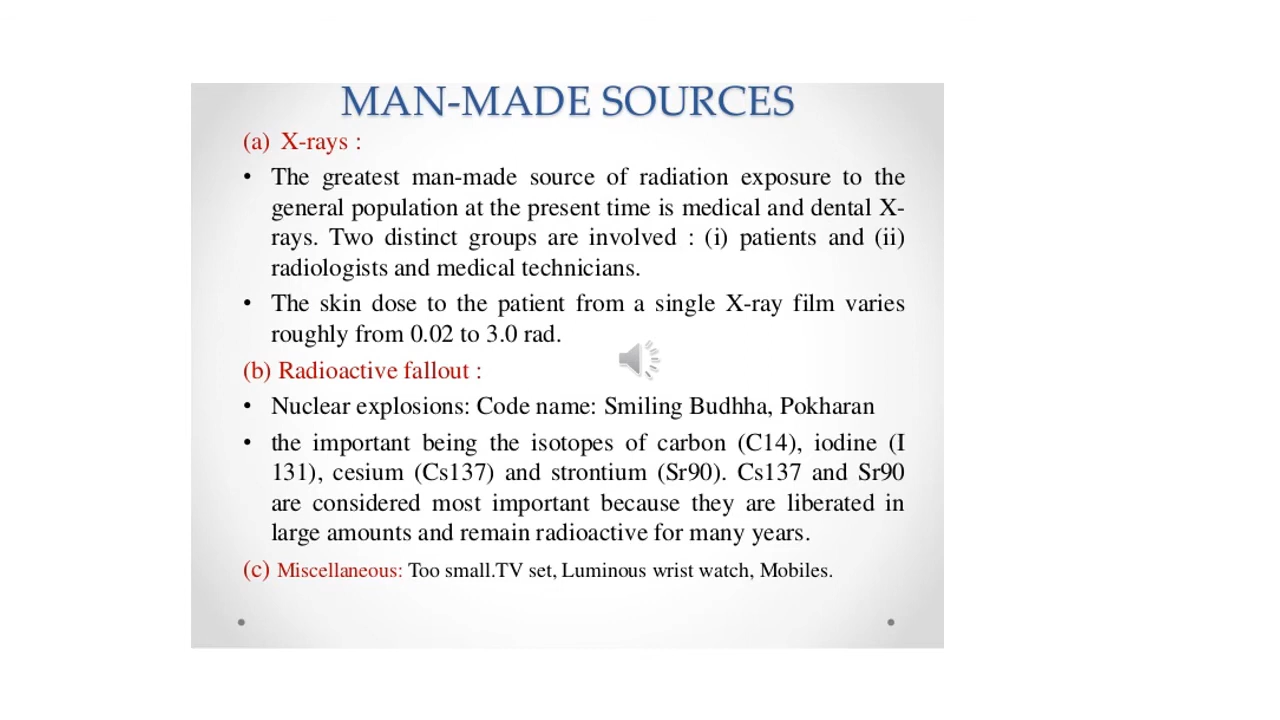 MAN-MADE SOURCES
(a) X-rays :
• The greatest man-made source of radiation exposure to the
general population at the present time is medical and dental X-
rays. Two distinct groups are involved : (i) patients and (ii)
radiologists and medical technicians.
• The skin dose to the patient from a single X-ray film varies
roughly from 0.02 to 3.0 rad.
(b) Radioactive fallout :
• Nuclear explosions: Code name: Smiling Budhha, Pokharan
• the important being the isotopes of carbon (C14), iodine (I
131), cesium (Cs137) and strontium (Sr90). Cs137 and Sr90
are considered most important because they are liberated in
large amounts and remain radioactive for many years.
(c) Miscellaneous: Too small.TV set, Luminous wrist watch, Mobiles.